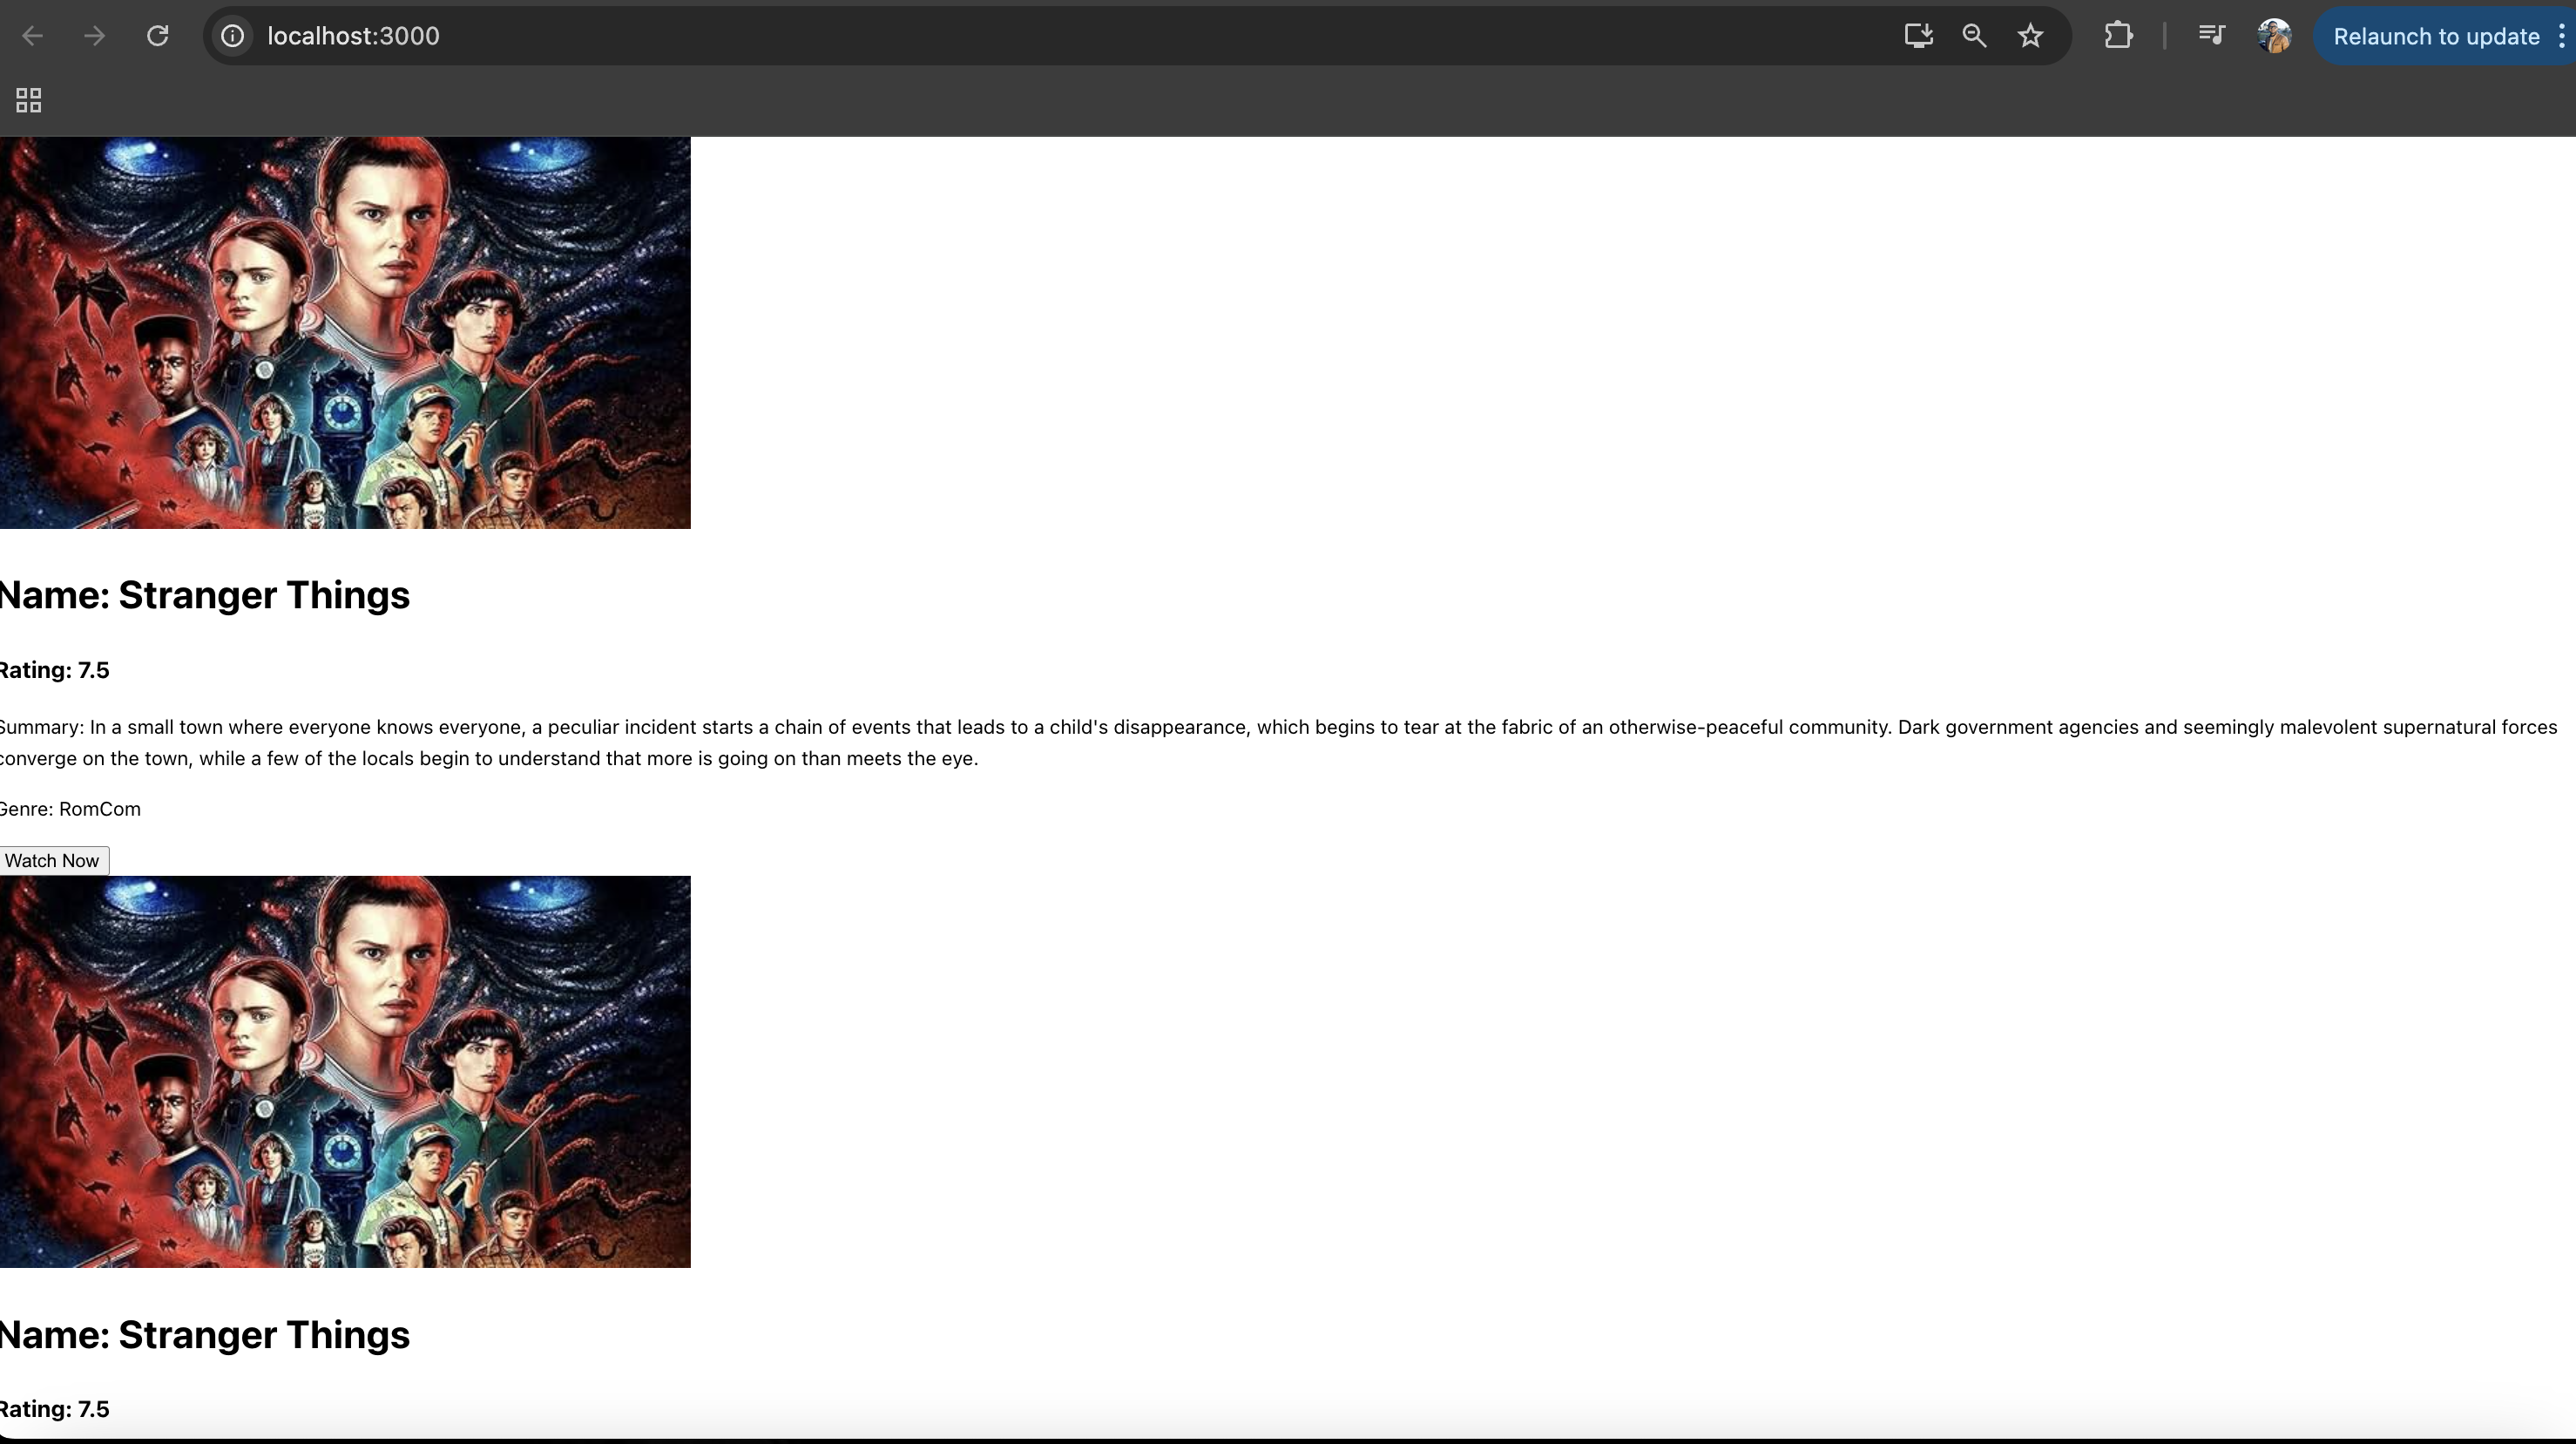 localhost:3000
Relaunch to update
Name: Stranger Things
Rating: 7.5
Summary: In a small town where everyone knows everyone, a peculiar incident starts a chain of events that leads to a child's disappearance, which begins to tear at the fabric of an otherwise-peaceful community. Dark government agencies and seemingly malevolent supernatural forces
converge on the town, while a few of the locals begin to understand that more is going on than meets the eye.
Genre: RomCom
Watch Now
Name: Stranger Things
Rating: 7.5